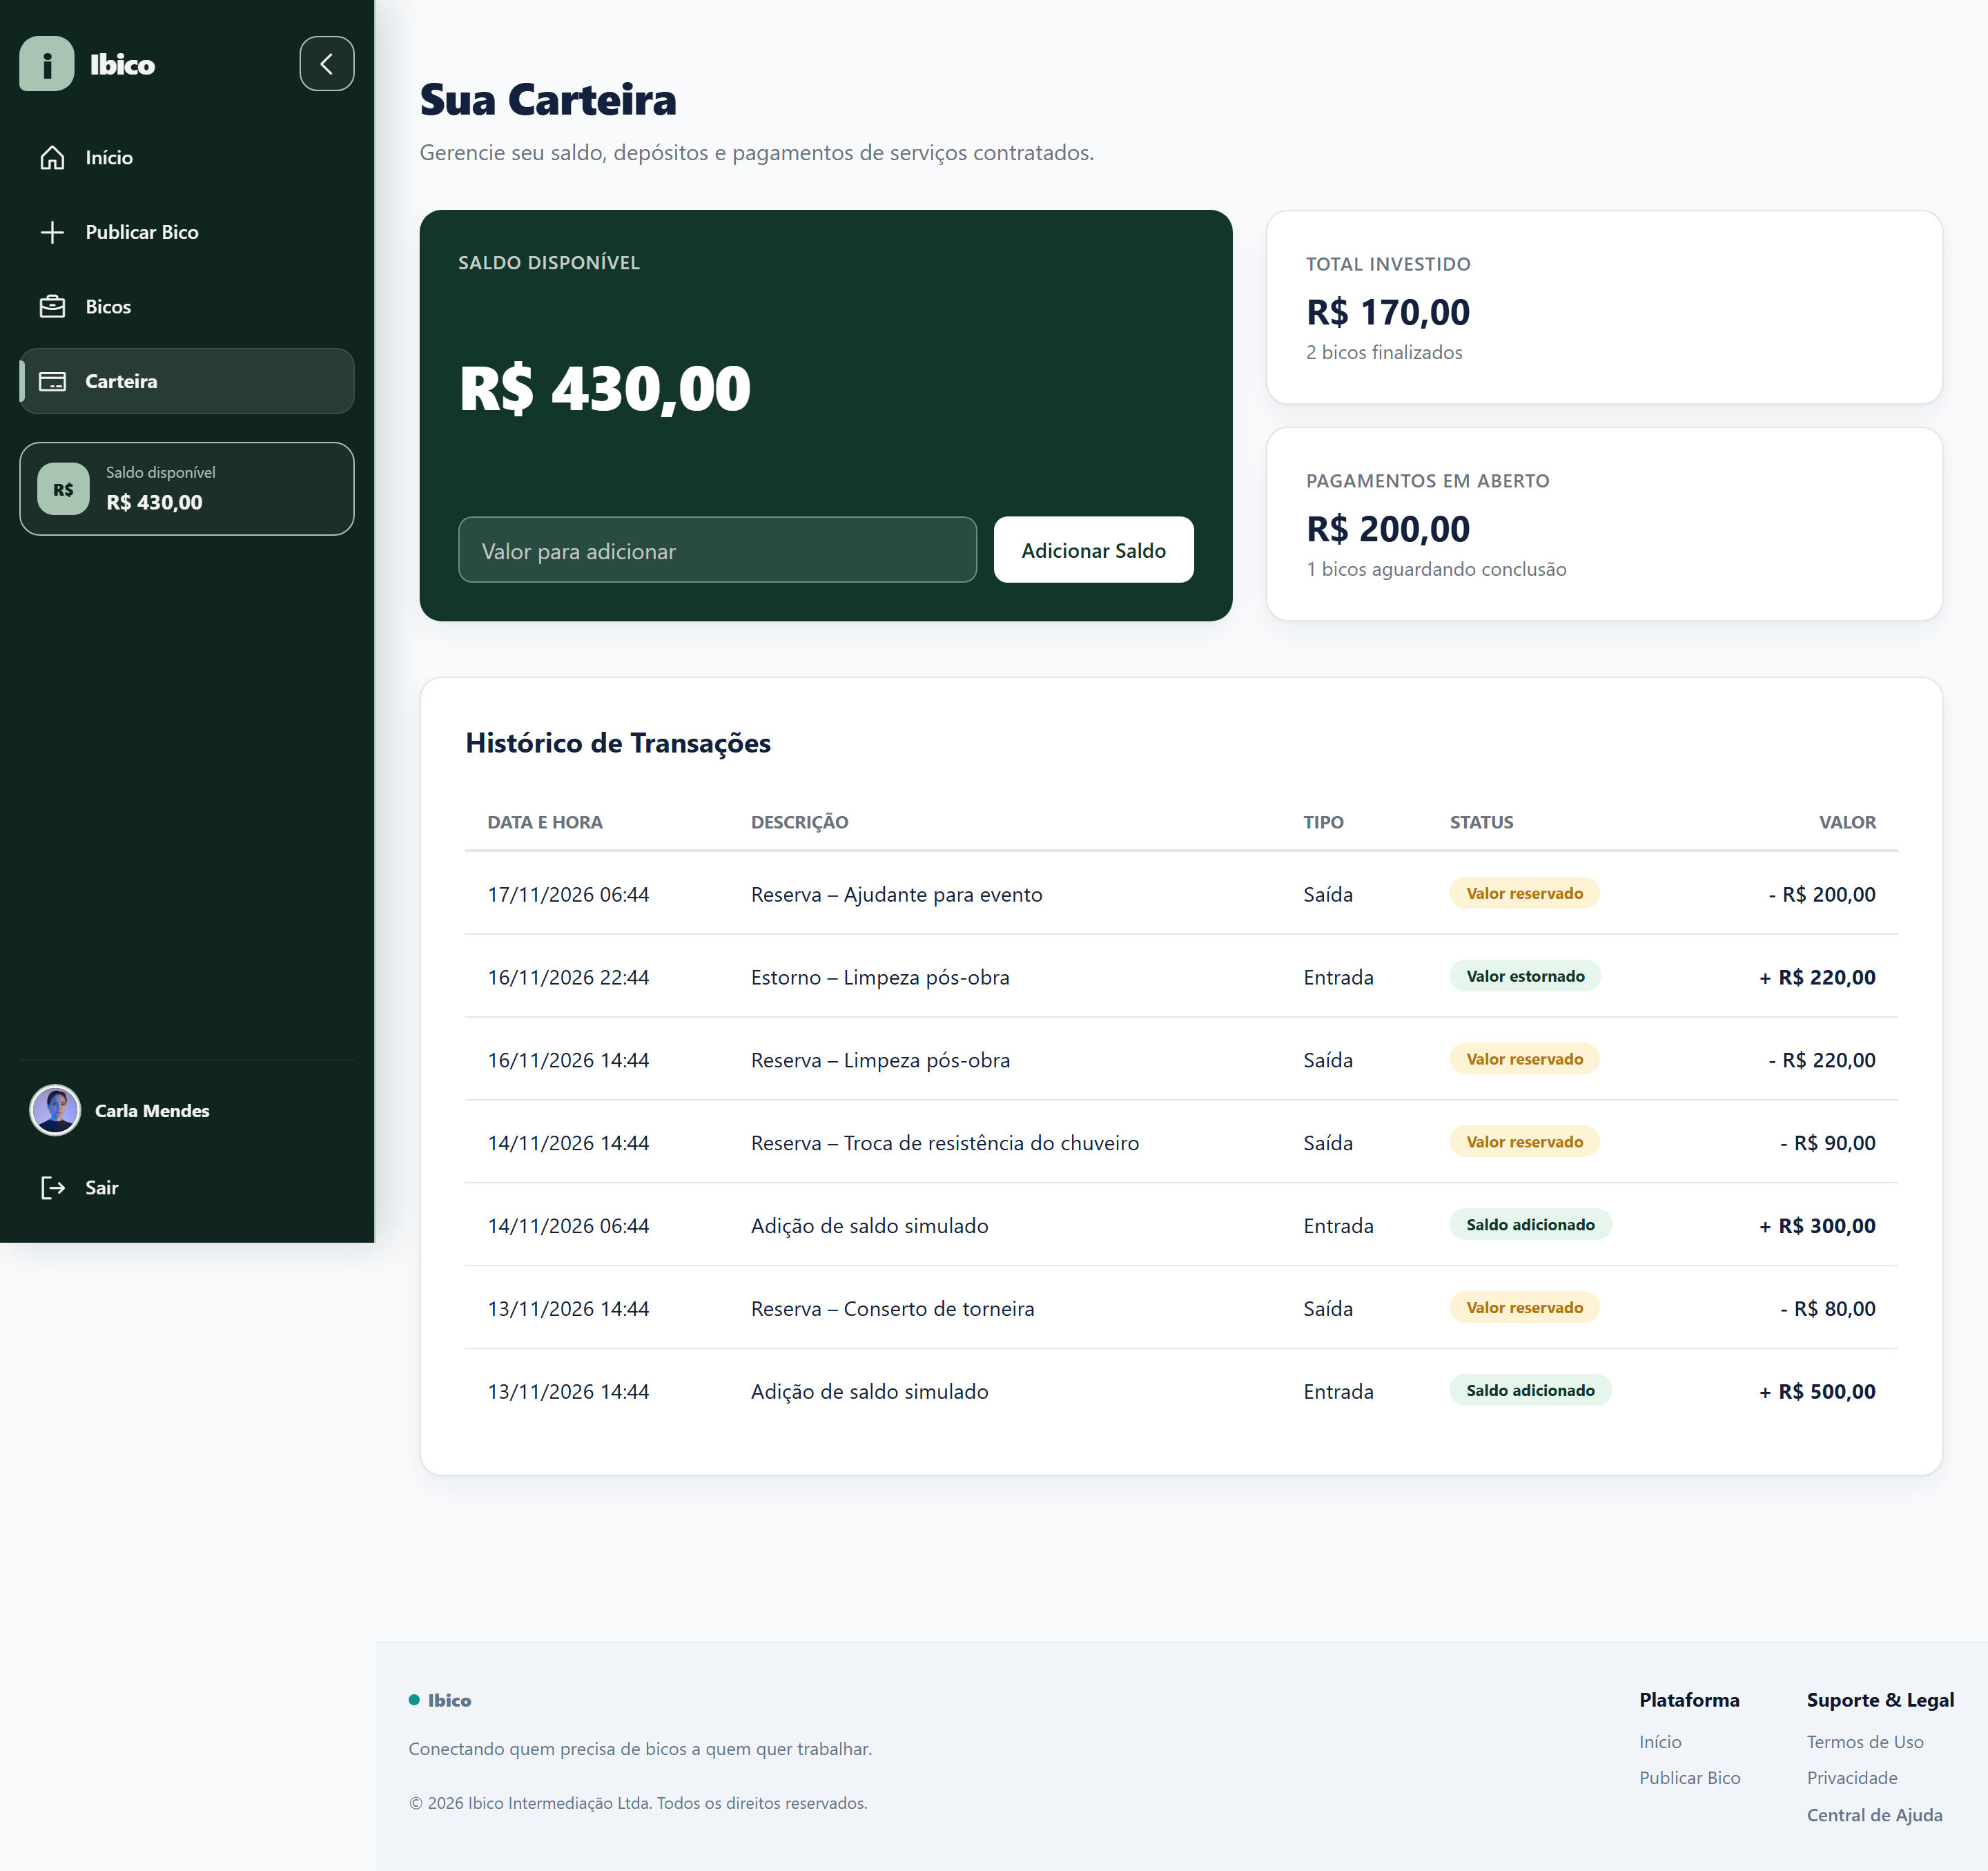 i Ibico
Início
Publicar Bico
Bicos
Carteira
R$ Saldo disponível
R$ 430,00
Carla Mendes
Sair
Sua Carteira
Gerencie seu saldo, depósitos e pagamentos de serviços contratados.
SALDO DISPONÍVEL
R$ 430,00
Valor para adicionar Adicionar Saldo
TOTAL INVESTIDO
R$ 170,00
2 bicos finalizados
PAGAMENTOS EM ABERTO
R$ 200,00
1 bicos aguardando conclusão
Histórico de Transações
DATA E HORA DESCRIÇÃO TIPO STATUS VALOR
17/11/2026 06:44 Reserva – Ajudante para evento Saída Valor reservado - R$ 200,00
16/11/2026 22:44 Estorno – Limpeza pós-obra Entrada Valor estornado + R$ 220,00
16/11/2026 14:44 Reserva – Limpeza pós-obra Saída Valor reservado - R$ 220,00
14/11/2026 14:44 Reserva – Troca de resistência do chuveiro Saída Valor reservado - R$ 90,00
14/11/2026 06:44 Adição de saldo simulado Entrada Saldo adicionado + R$ 300,00
13/11/2026 14:44 Reserva – Conserto de torneira Saída Valor reservado - R$ 80,00
13/11/2026 14:44 Adição de saldo simulado Entrada Saldo adicionado + R$ 500,00
Ibico
Conectando quem precisa de bicos a quem quer trabalhar.
© 2026 Ibico Intermediação Ltda. Todos os direitos reservados.
Plataforma
Início
Publicar Bico
Suporte & Legal
Termos de Uso
Privacidade
Central de Ajuda